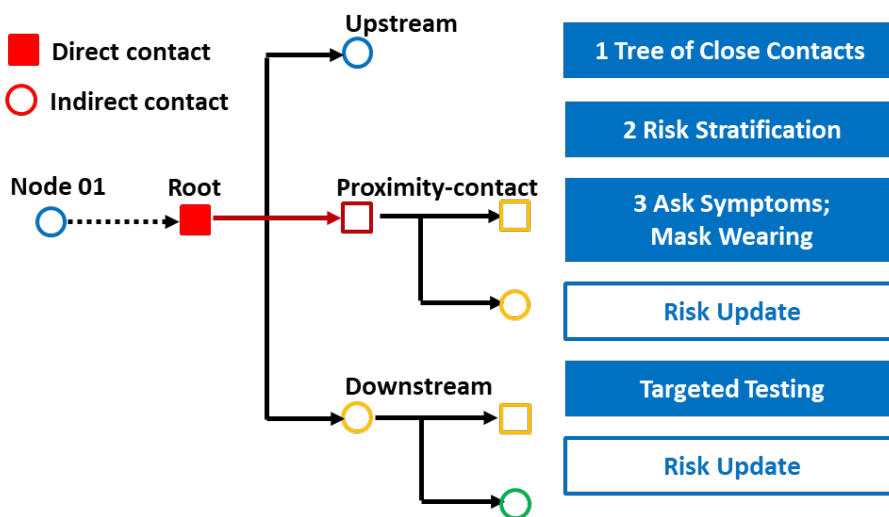 Upstream
Direct contact
Indirect contact
Node 01
Root
Proximity-contact
Downstream
1 Tree of Close Contacts
2 Risk Stratification
3 Ask Symptoms;
Mask Wearing
Risk Update
Targeted Testing
Risk Update